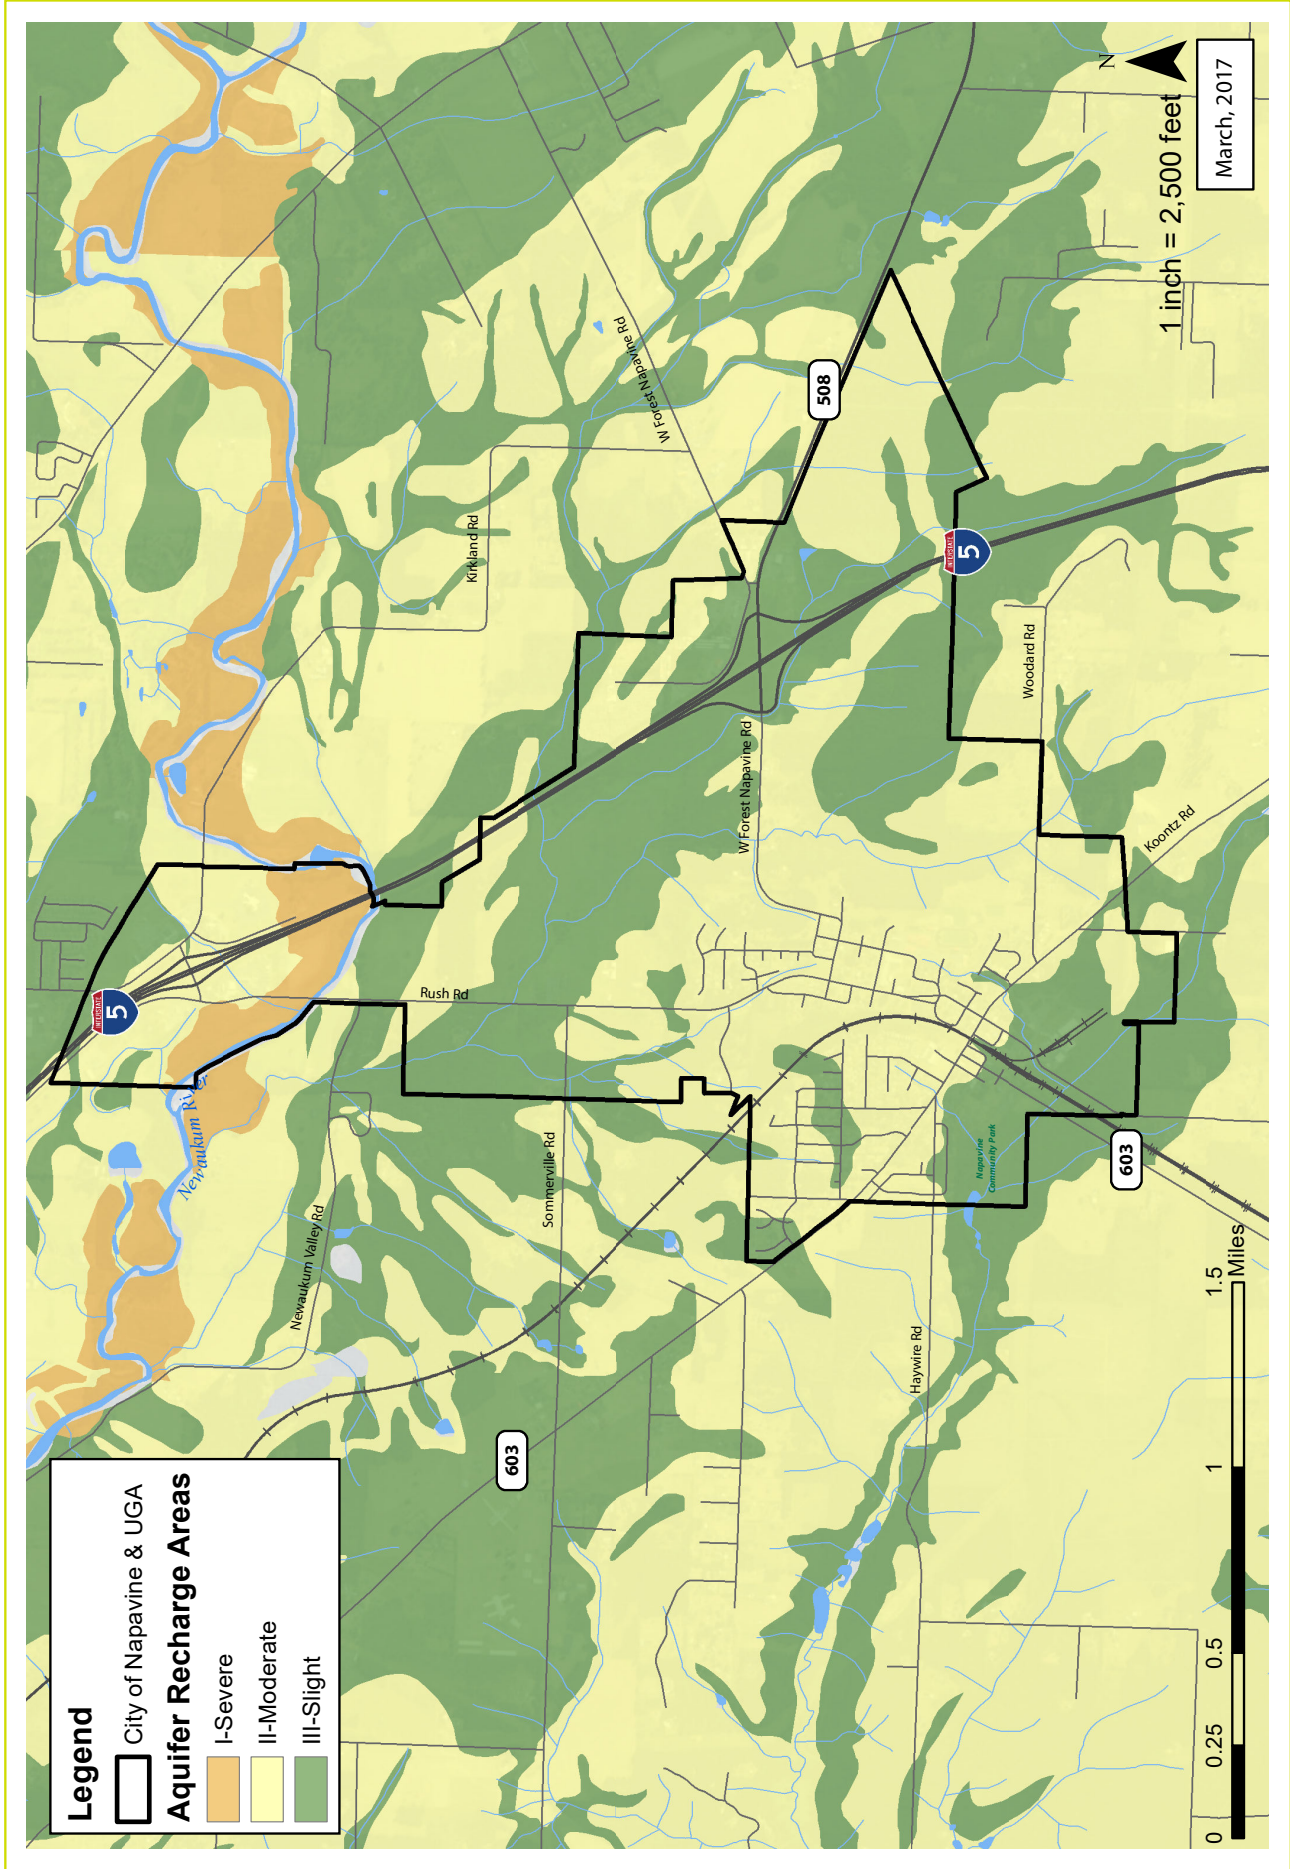 Legend
City of Napavine & UGA
Aquifer Recharge Areas
I-Severe
II-Moderate
III-Slight
INTERSTATE
5
Newaukum River
Newaukum Valley Rd
Rush Rd
Kirkland Rd
W Forest Napavine Rd
508
603
Sommerville Rd
W Forest Napavine Rd
INTERSTATE
5
Woodard Rd
Koontz Rd
Haywire Rd
Napavine
Community Park
603
0 0.25 0.5 1 1.5
Miles
N
1 inch = 2,500 feet
March, 2017